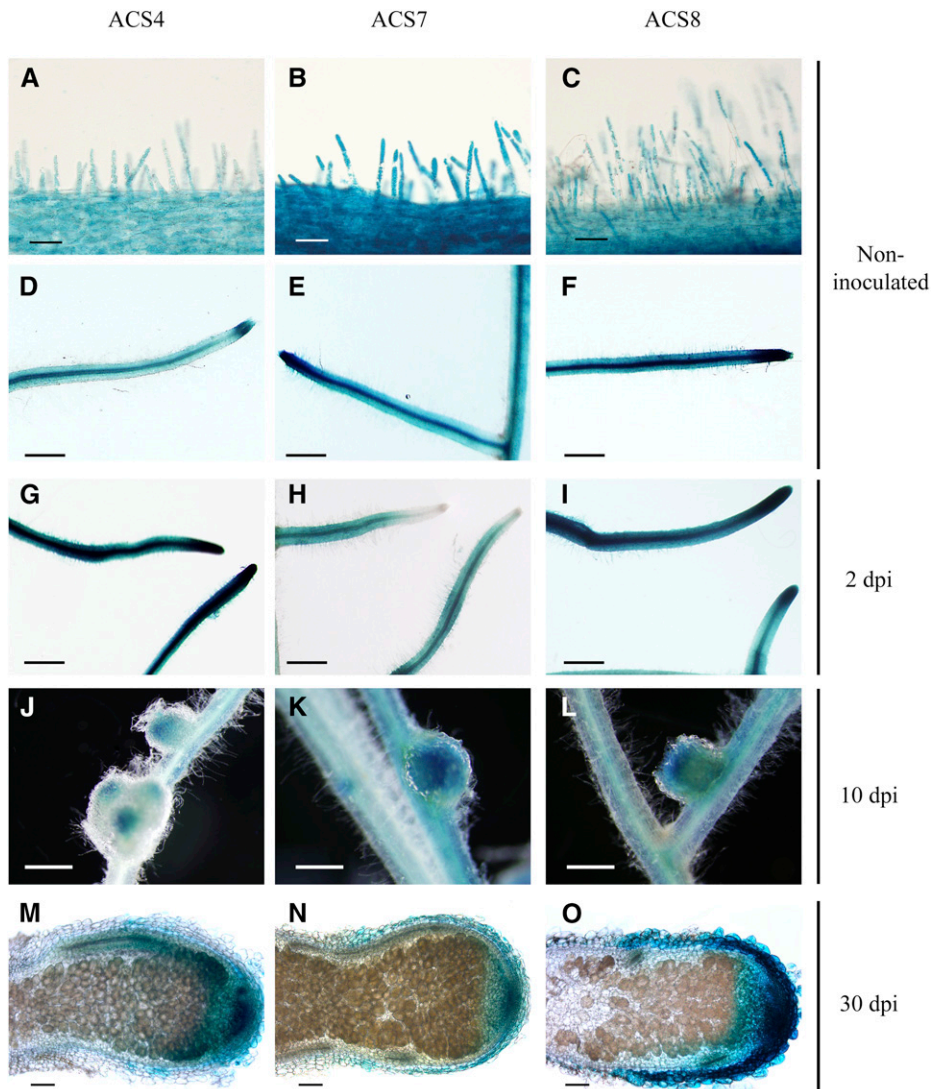 ACS4 ACS7 ACS8
A B C
Non-
inoculated
D E F
G H I
2 dpi
J K L
10 dpi
M N O
30 dpi